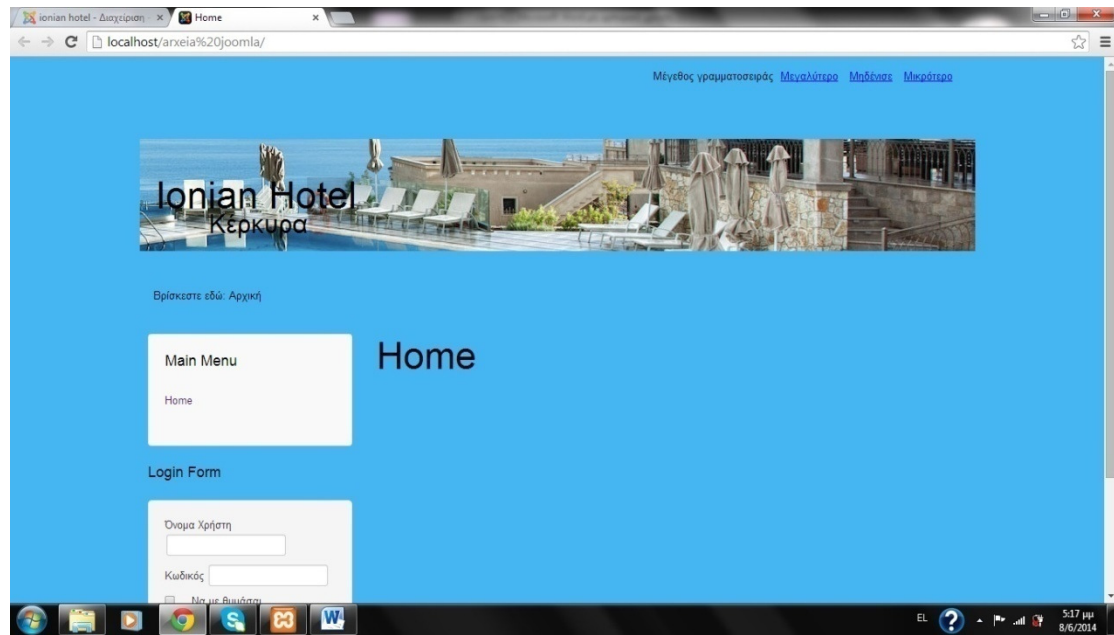 ionian hotel - Διαχείριση
Home
localhost/arxeia%20joomla/
Μέγεθος γραμματοσειράς Μεγαλύτερο Μηδένισε Μικρότερο
Ionian Hotel
Κέρκυρα
Βρίσκεστε εδώ: Αρχική
Main Menu
Home
Home
Login Form
Όνομα Χρήστη
Κωδικός
Να με θυμάσαι
EL
5:17 μμ
8/6/2014